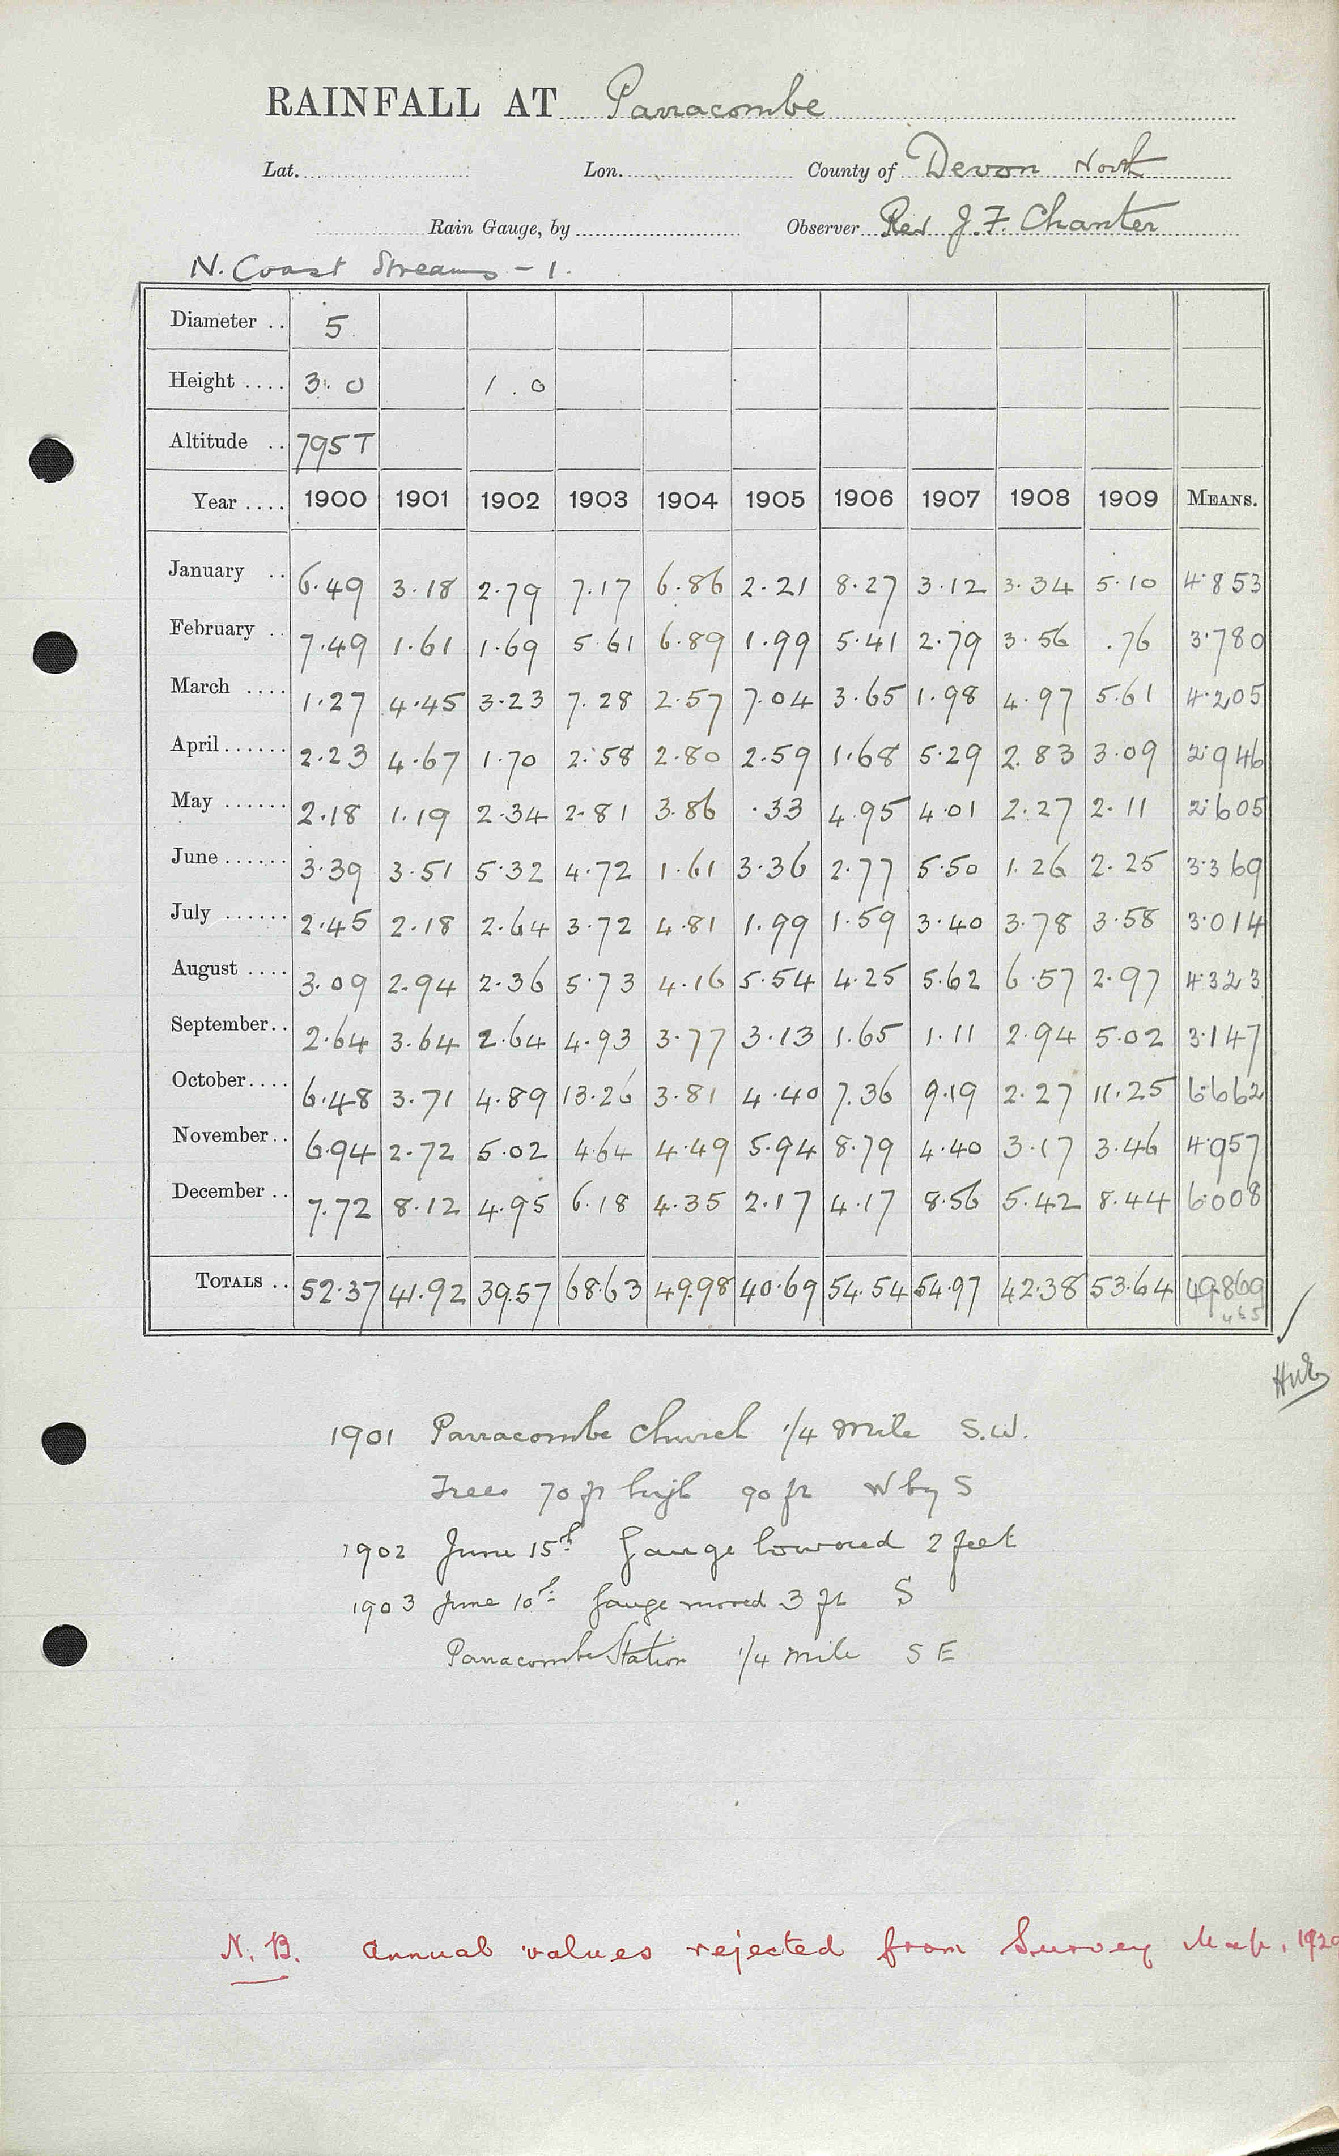 RAINFALL AT Parracombe
Lat. Lon. County of Devon North
Rain Gauge, by Observer Rev J. F. Chanter
N. Coast Streams - 1.
Diameter .. 5
Height .... 3. 0 1. 0
Altitude .. 795T
Year .... 1900 1901 1902 1903 1904 1905 1906 1907 1908 1909 MEANS.
January .. 6.49 3.18 2.79 7.17 6.86 2.21 8.27 3.12 3.34 5.10 4.853
February .. 7.49 1.61 1.69 5.61 6.89 1.99 5.41 2.79 3.56 .76 3.780
March .... 1.27 4.45 3.23 7.28 2.57 7.04 3.65 1.98 4.97 5.61 4.205
April ...... 2.23 4.67 1.70 2.58 2.80 2.59 1.68 5.29 2.83 3.09 2.946
May ...... 2.18 1.19 2.34 2.81 3.86 .33 4.95 4.01 2.27 2.11 2.605
June ...... 3.39 3.51 5.32 4.72 1.61 3.36 2.77 5.50 1.26 2.25 3.369
July ...... 2.45 2.18 2.64 3.72 4.81 1.99 1.59 3.40 3.78 3.58 3.014
August .... 3.09 2.94 2.36 5.73 4.16 5.54 4.25 5.62 6.57 2.97 4.323
September.. 2.64 3.64 2.64 4.93 3.77 3.13 1.65 1.11 2.94 5.02 3.147
October.... 6.48 3.71 4.89 13.26 3.81 4.40 7.36 9.19 2.27 11.25 6.662
November.. 6.94 2.72 5.02 4.64 4.49 5.94 8.79 4.40 3.17 3.46 4.957
December .. 7.72 8.12 4.95 6.18 4.35 2.17 4.17 8.56 5.42 8.44 6.008
TOTALS .. 52.37 41.92 39.57 68.63 49.98 40.69 54.54 54.97 42.38 53.64 49.869
1901 Parracombe Church 1/4 Mile S.W.
Trees 70 ft high 90 ft W by S
1902 June 15th Gauge lowered 2 feet
1903 June 10th Gauge moved 3 ft S
Parracombe Station 1/4 mile S E
N. B. Annual values rejected from Survey Map,